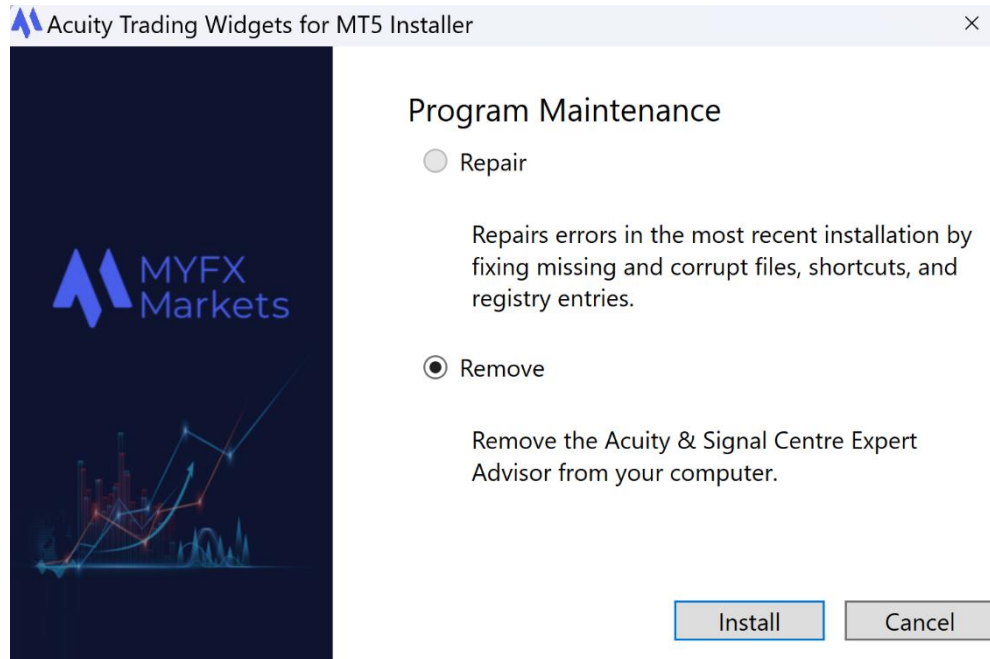 Acuity Trading Widgets for MT5 Installer
MYFX
Markets
Program Maintenance
Repair
Repairs errors in the most recent installation by
fixing missing and corrupt files, shortcuts, and
registry entries.
Remove
Remove the Acuity & Signal Centre Expert
Advisor from your computer.
Install
Cancel